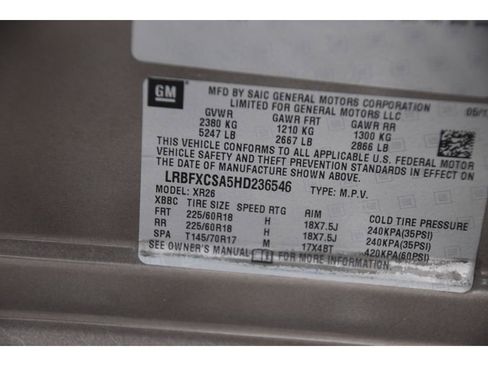 GM
MFD BY SAIC GENERAL MOTORS CORPORATION
LIMITED FOR GENERAL MOTORS LLC
05/1
GVWR GAWR FRT GAWR RR
2380 KG 1210 KG 1300 KG
5247 LB 2667 LB 2866 LB
THIS VEHICLE CONFORMS TO ALL APPLICABLE U.S. FEDERAL MOTOR
VEHICLE SAFETY AND THEFT PREVENTION STANDARDS IN EFFECT ON
THE DATE OF MANUFACTURE SHOWN ABOVE.
LRBFXCSA5HD236546 TYPE: M.P.V.
MODEL: XR26
XBBC TIRE SIZE SPEED RTG RIM COLD TIRE PRESSURE
FRT 225/60R18 H 18X7.5J 240KPA(35PSI)
RR 225/60R18 H 18X7.5J 240KPA(35PSI)
SPA T145/70R17 M 17X4BT 420KPA(60PSI)
SEE OWNER'S MANUAL FOR MORE INFORMATION